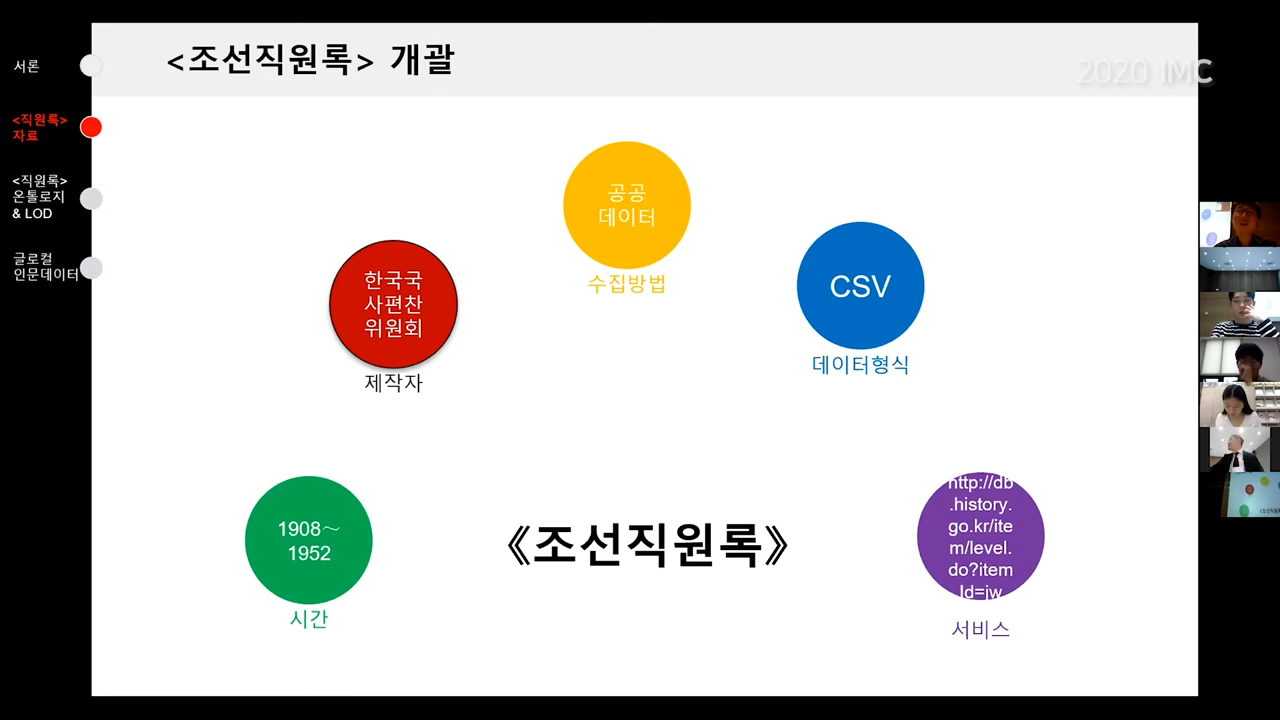 <조선직원록> 개괄
2020 IMC
서론
<직원록>
자료
<직원록>
온톨로지
& LOD
글로컬
인문데이터
공공
데이터
수집방법
한국국
사편찬
위원회
제작자
CSV
데이터형식
1908～
1952
시간
《조선직원록》
http://db
.history.
go.kr/ite
m/level.
do?item
Id=jw
서비스